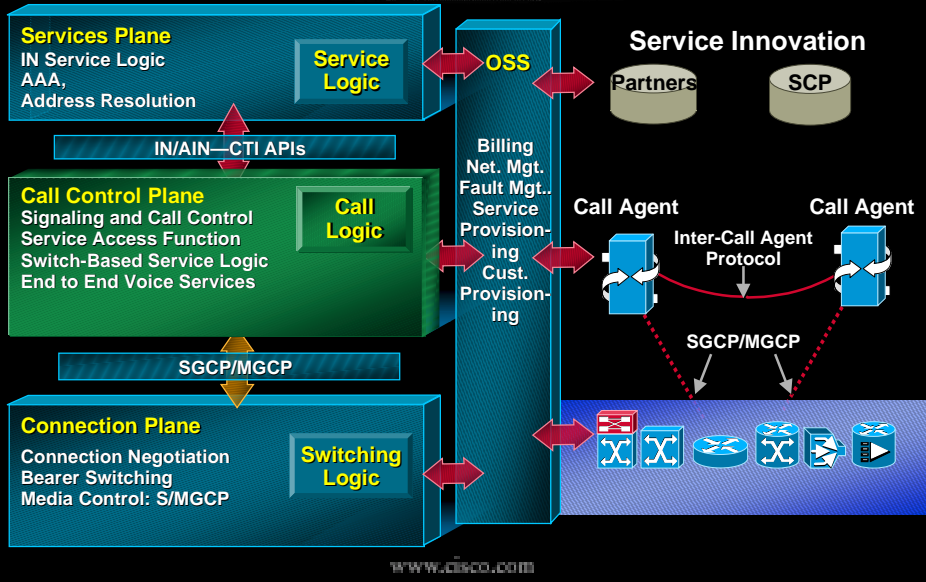 Services Plane
IN Service Logic
AAA,
Address Resolution
Service
Logic
IN/AIN—CTI APIs
Call Control Plane
Signaling and Call Control
Service Access Function
Switch-Based Service Logic
End to End Voice Services
Call
Logic
SGCP/MGCP
Connection Plane
Connection Negotiation
Bearer Switching
Media Control: S/MGCP
Switching
Logic
OSS
Billing
Net. Mgt.
Fault Mgt..
Service
Provision-
ing
Cust.
Provision-
ing
Service Innovation
Partners
SCP
Call Agent
Call Agent
Inter-Call Agent
Protocol
SGCP/MGCP
www.cisco.com